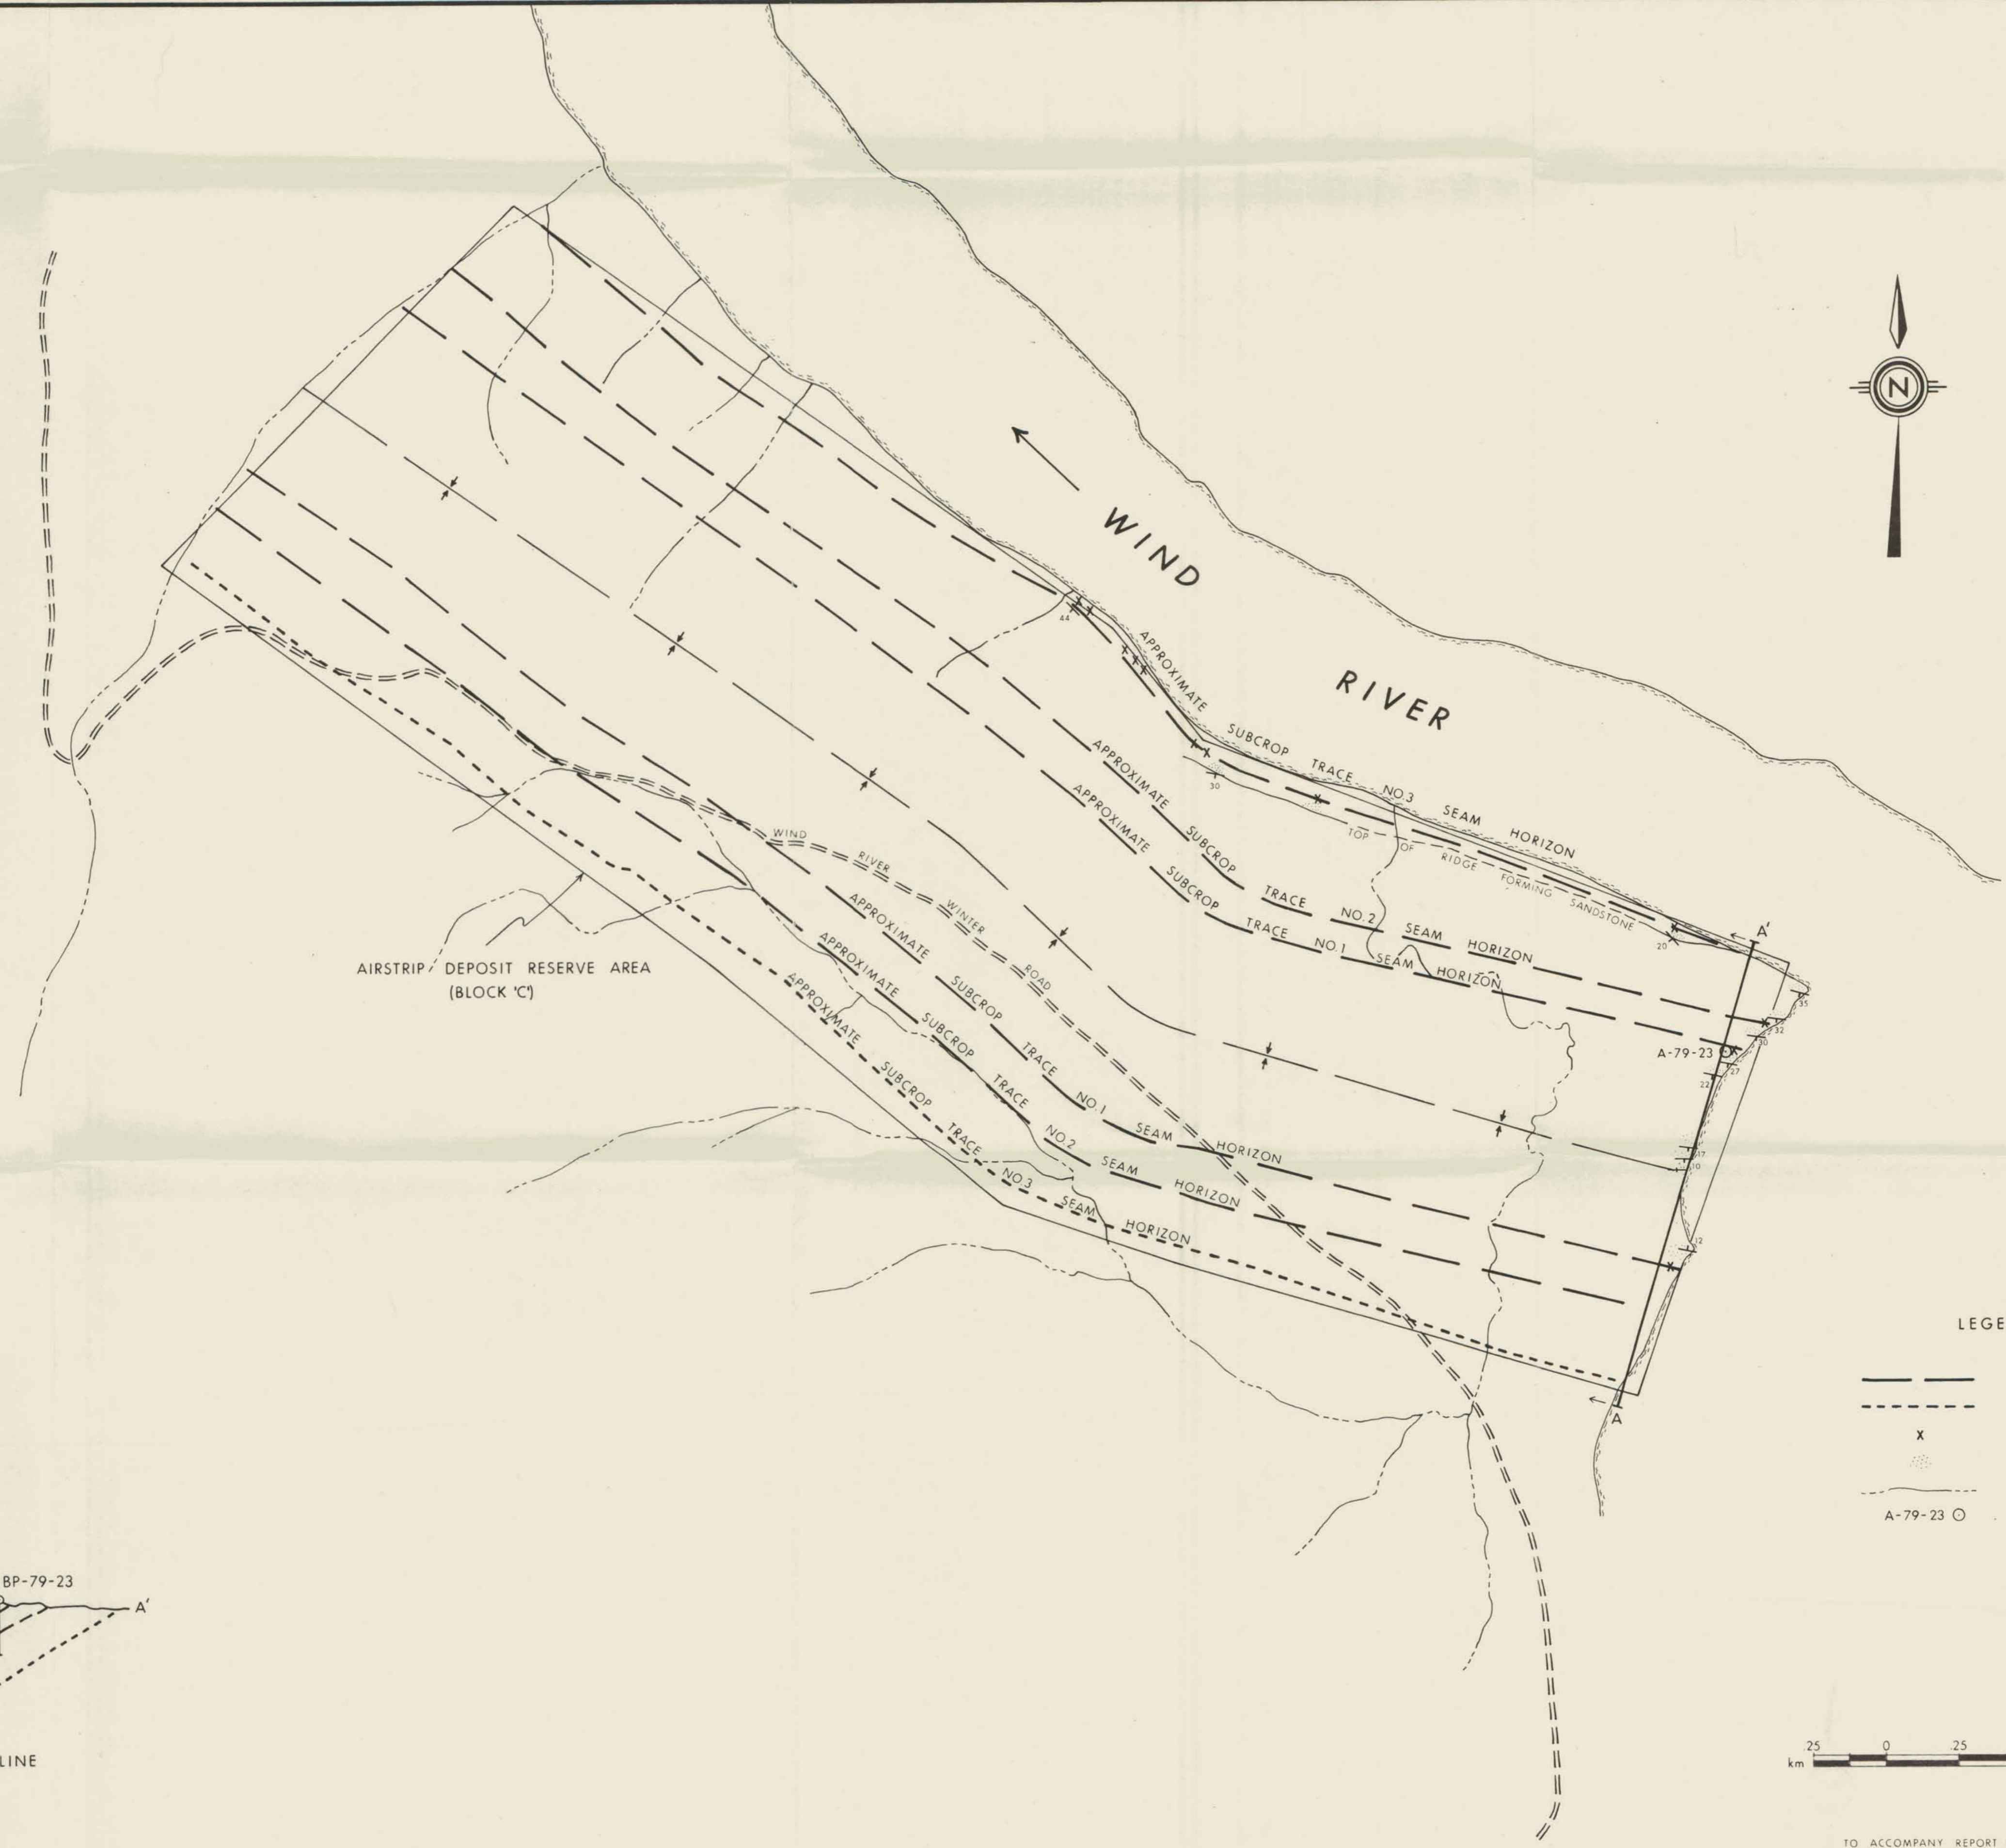 N
WIND
RIVER
44
APPROXIMATE SUBCROP TRACE NO.3 SEAM HORIZON
30
TOP OF RIDGE FORMING SANDSTONE
20
APPROXIMATE SUBCROP TRACE NO.2 SEAM HORIZON
APPROXIMATE SUBCROP TRACE NO.1 SEAM HORIZON
A'
35
32
30
A-79-23
27
22
17
10
12
WIND RIVER WINTER ROAD
AIRSTRIP DEPOSIT RESERVE AREA
(BLOCK 'C')
APPROXIMATE SUBCROP TRACE NO.1 SEAM HORIZON
APPROXIMATE SUBCROP TRACE NO.2 SEAM HORIZON
APPROXIMATE SUBCROP TRACE NO.3 SEAM HORIZON
A
LEGE
x
A-79-23
BP-79-23
A'
LINE
.25 0 .25
km
TO ACCOMPANY REPORT